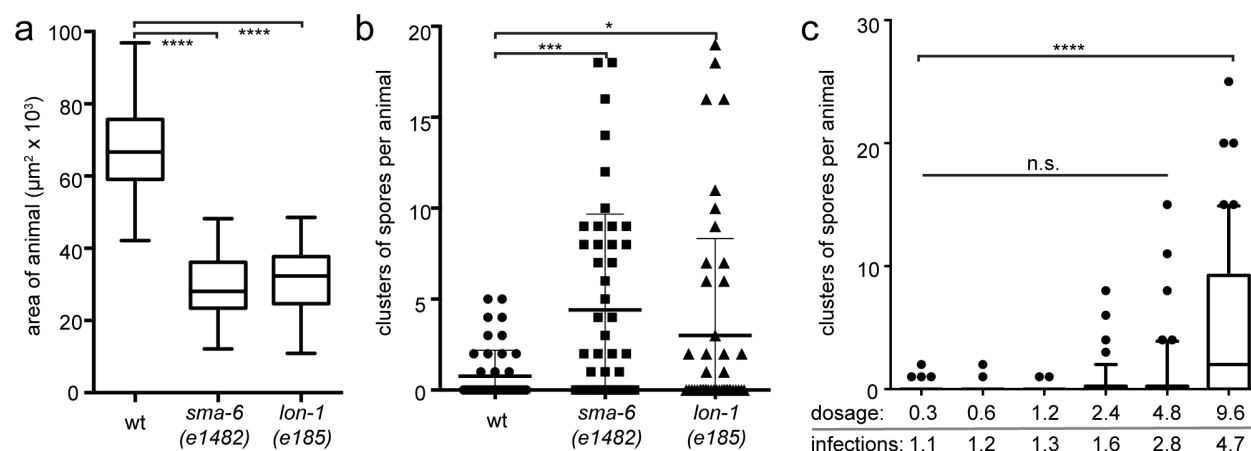 a
area of animal (µm² x 10³)
100
80
60
40
20
0
****
****
wt
sma-6
(e1482)
lon-1
(e185)
b
clusters of spores per animal
20
15
10
5
0
*
***
wt
sma-6
(e1482)
lon-1
(e185)
c
clusters of spores per animal
30
20
10
0
****
n.s.
dosage: 0.3 0.6 1.2 2.4 4.8 9.6
infections: 1.1 1.2 1.3 1.6 2.8 4.7